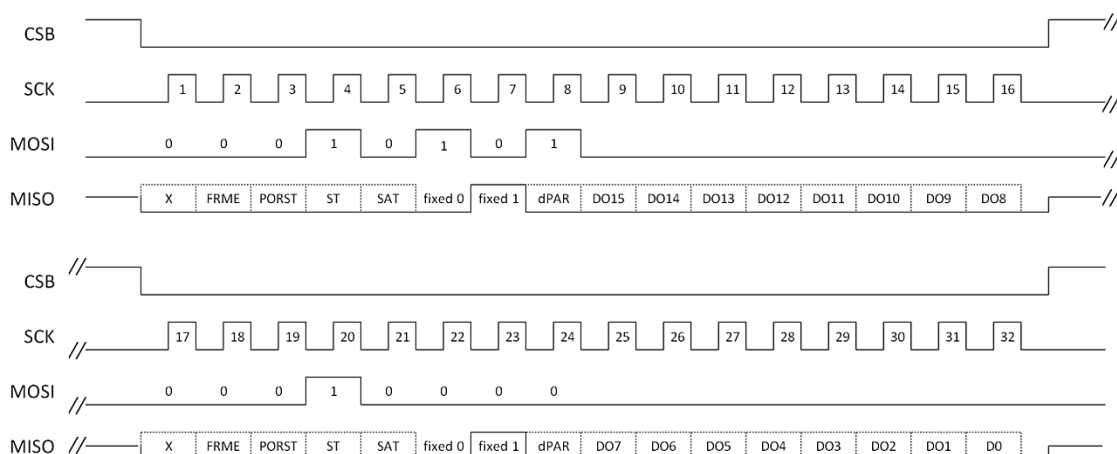 CSB
SCK 1 2 3 4 5 6 7 8 9 10 11 12 13 14 15 16
MOSI 0 0 0 1 0 1 0 1
MISO X FRME PORST ST SAT fixed 0 fixed 1 dPAR DO15 DO14 DO13 DO12 DO11 DO10 DO9 DO8
CSB
SCK 17 18 19 20 21 22 23 24 25 26 27 28 29 30 31 32
MOSI 0 0 0 1 0 0 0 0
MISO X FRME PORST ST SAT fixed 0 fixed 1 dPAR DO7 DO6 DO5 DO4 DO3 DO2 DO1 D0